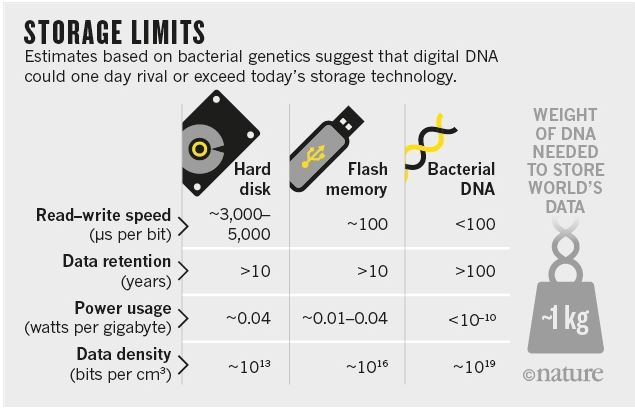 STORAGE LIMITS
Estimates based on bacterial genetics suggest that digital DNA
could one day rival or exceed today’s storage technology.
Hard
disk
Flash
memory
Bacterial
DNA
Read–write speed
(µs per bit)
~3,000–
5,000
~100
<100
Data retention
(years)
>10
>10
>100
Power usage
(watts per gigabyte)
~0.04
~0.01–0.04
<10⁻¹⁰
Data density
(bits per cm³)
~10¹³
~10¹⁶
~10¹⁹
WEIGHT
OF DNA
NEEDED
TO STORE
WORLD’S
DATA
~1 kg
©nature